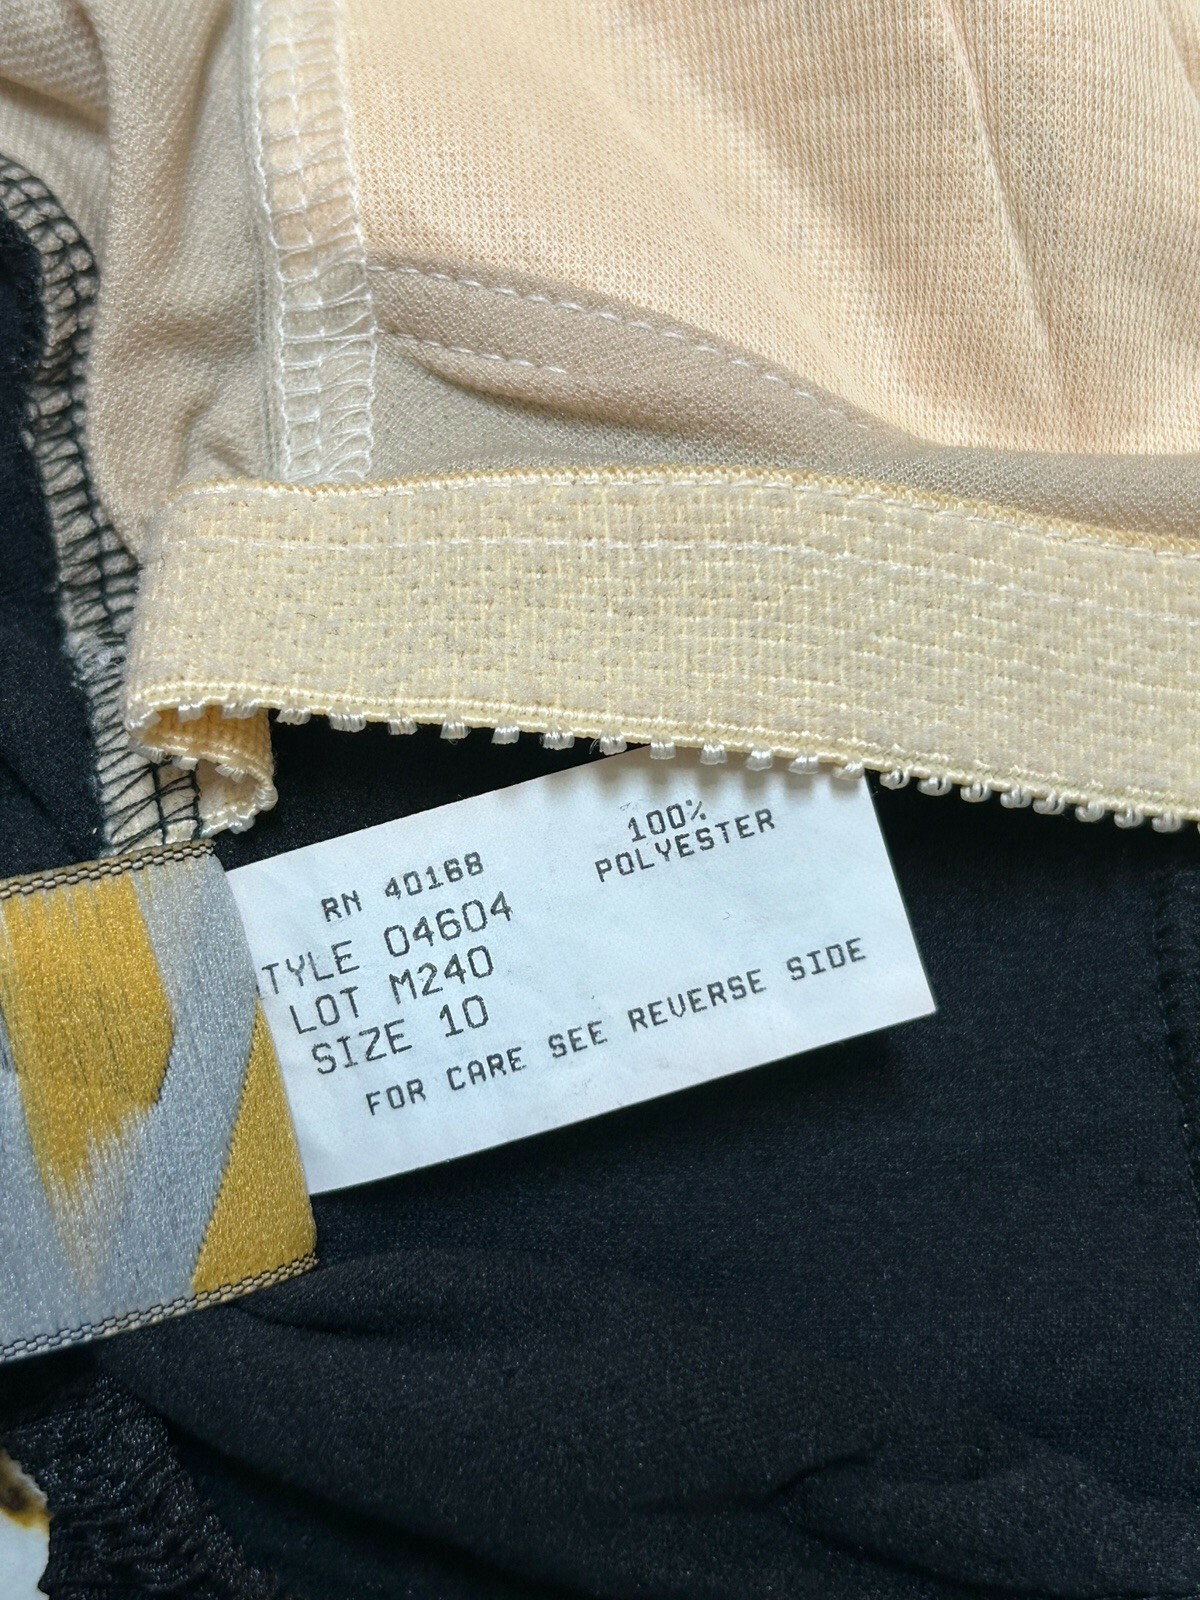 RN 40168
TYLE 04604
LOT M240
SIZE 10
100%
POLYESTER
FOR CARE SEE REVERSE SIDE